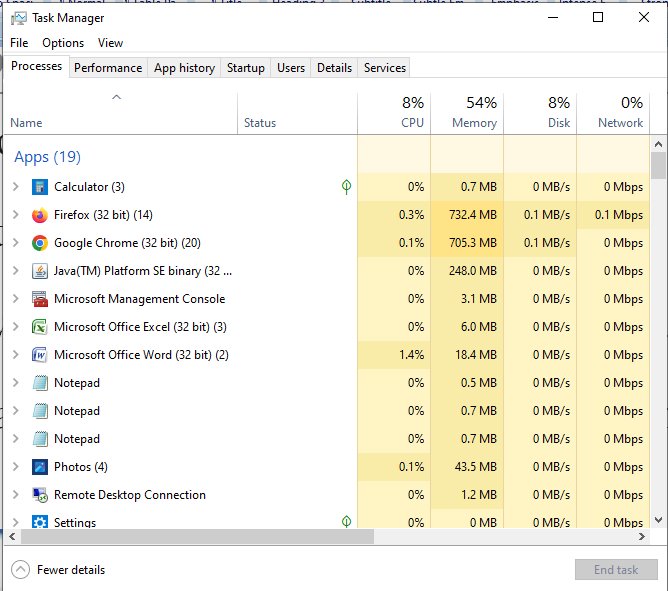 Task Manager
File Options View
Processes Performance App history Startup Users Details Services
8% 54% 8% 0%
Name Status CPU Memory Disk Network
Apps (19)
Calculator (3) 0% 0.7 MB 0 MB/s 0 Mbps
Firefox (32 bit) (14) 0.3% 732.4 MB 0.1 MB/s 0.1 Mbps
Google Chrome (32 bit) (20) 0.1% 705.3 MB 0.1 MB/s 0 Mbps
Java(TM) Platform SE binary (32 ... 0% 248.0 MB 0 MB/s 0 Mbps
Microsoft Management Console 0% 3.1 MB 0 MB/s 0 Mbps
Microsoft Office Excel (32 bit) (3) 0% 6.0 MB 0 MB/s 0 Mbps
Microsoft Office Word (32 bit) (2) 1.4% 18.4 MB 0 MB/s 0 Mbps
Notepad 0% 0.5 MB 0 MB/s 0 Mbps
Notepad 0% 0.7 MB 0 MB/s 0 Mbps
Notepad 0% 0.7 MB 0 MB/s 0 Mbps
Photos (4) 0.1% 43.5 MB 0 MB/s 0 Mbps
Remote Desktop Connection 0% 1.2 MB 0 MB/s 0 Mbps
Settings 0% 0 MB 0 MB/s 0 Mbps
Fewer details End task